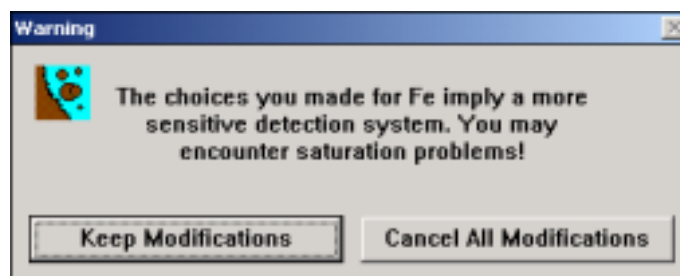 Warning
The choices you made for Fe imply a more
sensitive detection system. You may
encounter saturation problems!
Keep Modifications
Cancel All Modifications